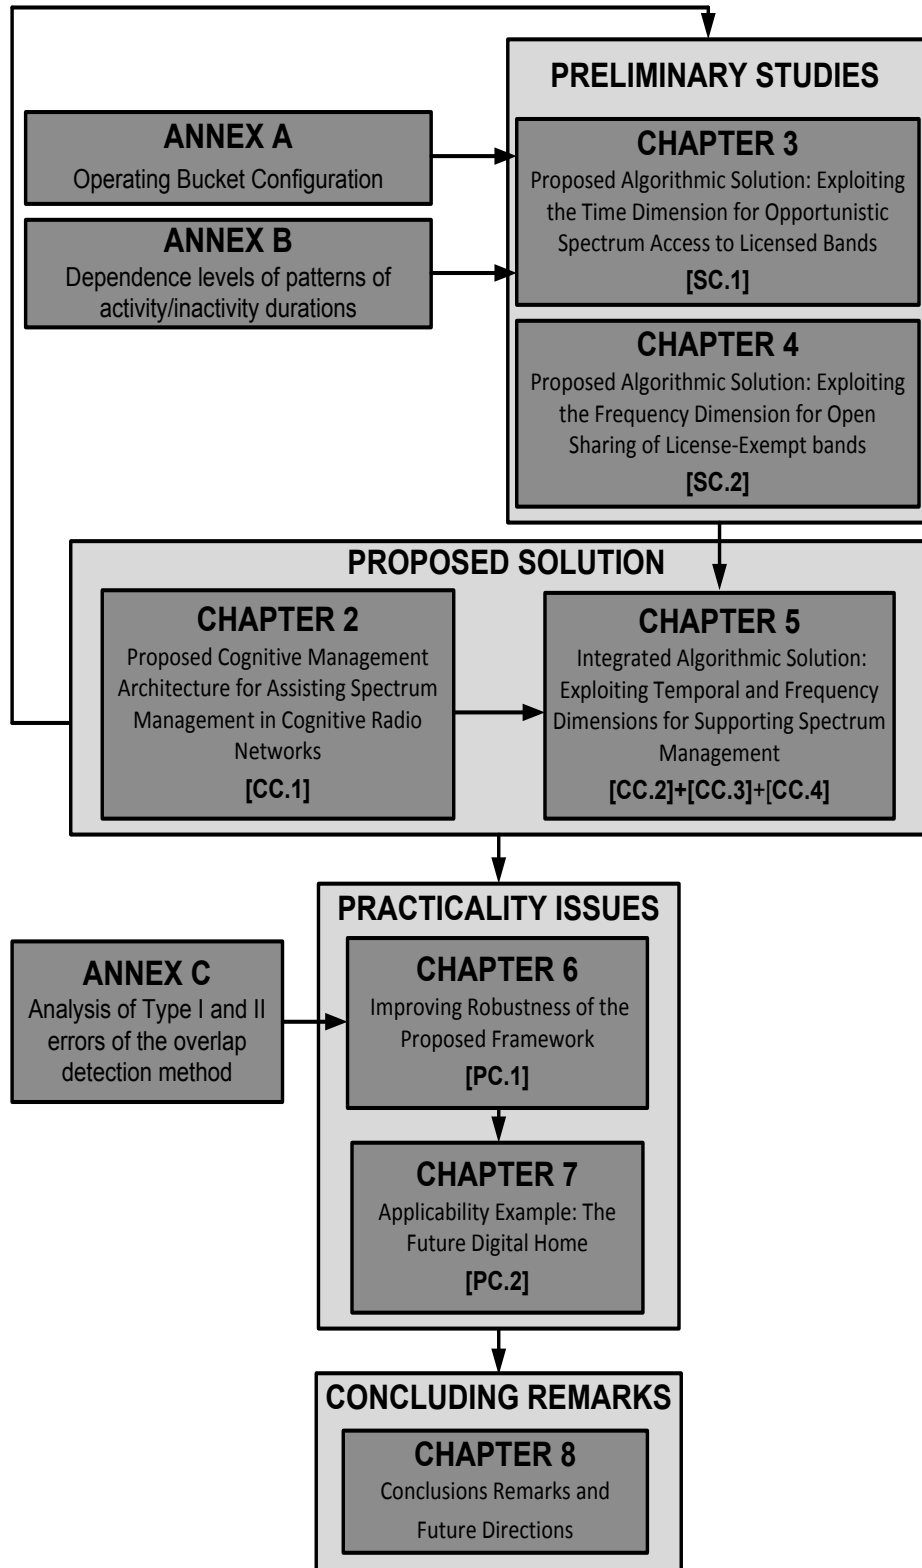 PRELIMINARY STUDIES
ANNEX A
Operating Bucket Configuration
ANNEX B
Dependence levels of patterns of
activity/inactivity durations
CHAPTER 3
Proposed Algorithmic Solution: Exploiting
the Time Dimension for Opportunistic
Spectrum Access to Licensed Bands
[SC.1]
CHAPTER 4
Proposed Algorithmic Solution: Exploiting
the Frequency Dimension for Open
Sharing of License-Exempt bands
[SC.2]
PROPOSED SOLUTION
CHAPTER 2
Proposed Cognitive Management
Architecture for Assisting Spectrum
Management in Cognitive Radio
Networks
[CC.1]
CHAPTER 5
Integrated Algorithmic Solution:
Exploiting Temporal and Frequency
Dimensions for Supporting Spectrum
Management
[CC.2]+[CC.3]+[CC.4]
PRACTICALITY ISSUES
ANNEX C
Analysis of Type I and II
errors of the overlap
detection method
CHAPTER 6
Improving Robustness of the
Proposed Framework
[PC.1]
CHAPTER 7
Applicability Example: The
Future Digital Home
[PC.2]
CONCLUDING REMARKS
CHAPTER 8
Conclusions Remarks and
Future Directions